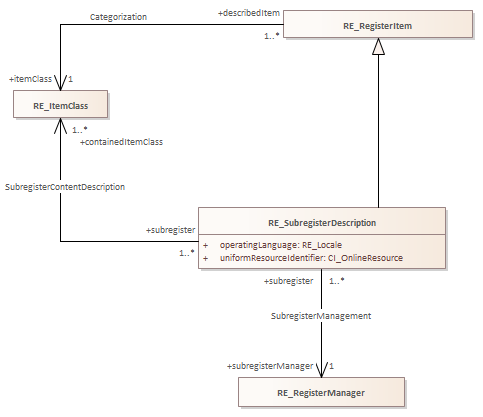 Categorization
+describedItem
RE_RegisterItem
1..*
+itemClass
1
RE_ItemClass
1..*
+containedItemClass
SubregisterContentDescription
RE_SubregisterDescription
+subregister
+ operatingLanguage: RE_Locale
1..*
+ uniformResourceIdentifier: CI_OnlineResource
+subregister
1..*
SubregisterManagement
+subregisterManager
1
RE_RegisterManager